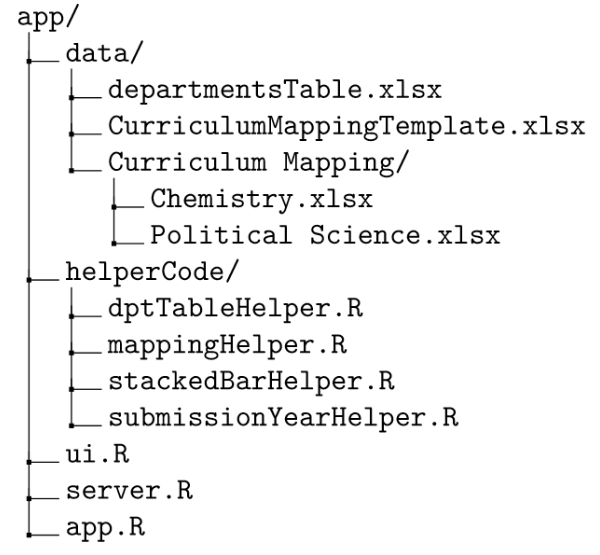 app/
data/
departmentsTable.xlsx
CurriculumMappingTemplate.xlsx
Curriculum Mapping/
Chemistry.xlsx
Political Science.xlsx
helperCode/
dptTableHelper.R
mappingHelper.R
stackedBarHelper.R
submissionYearHelper.R
ui.R
server.R
app.R